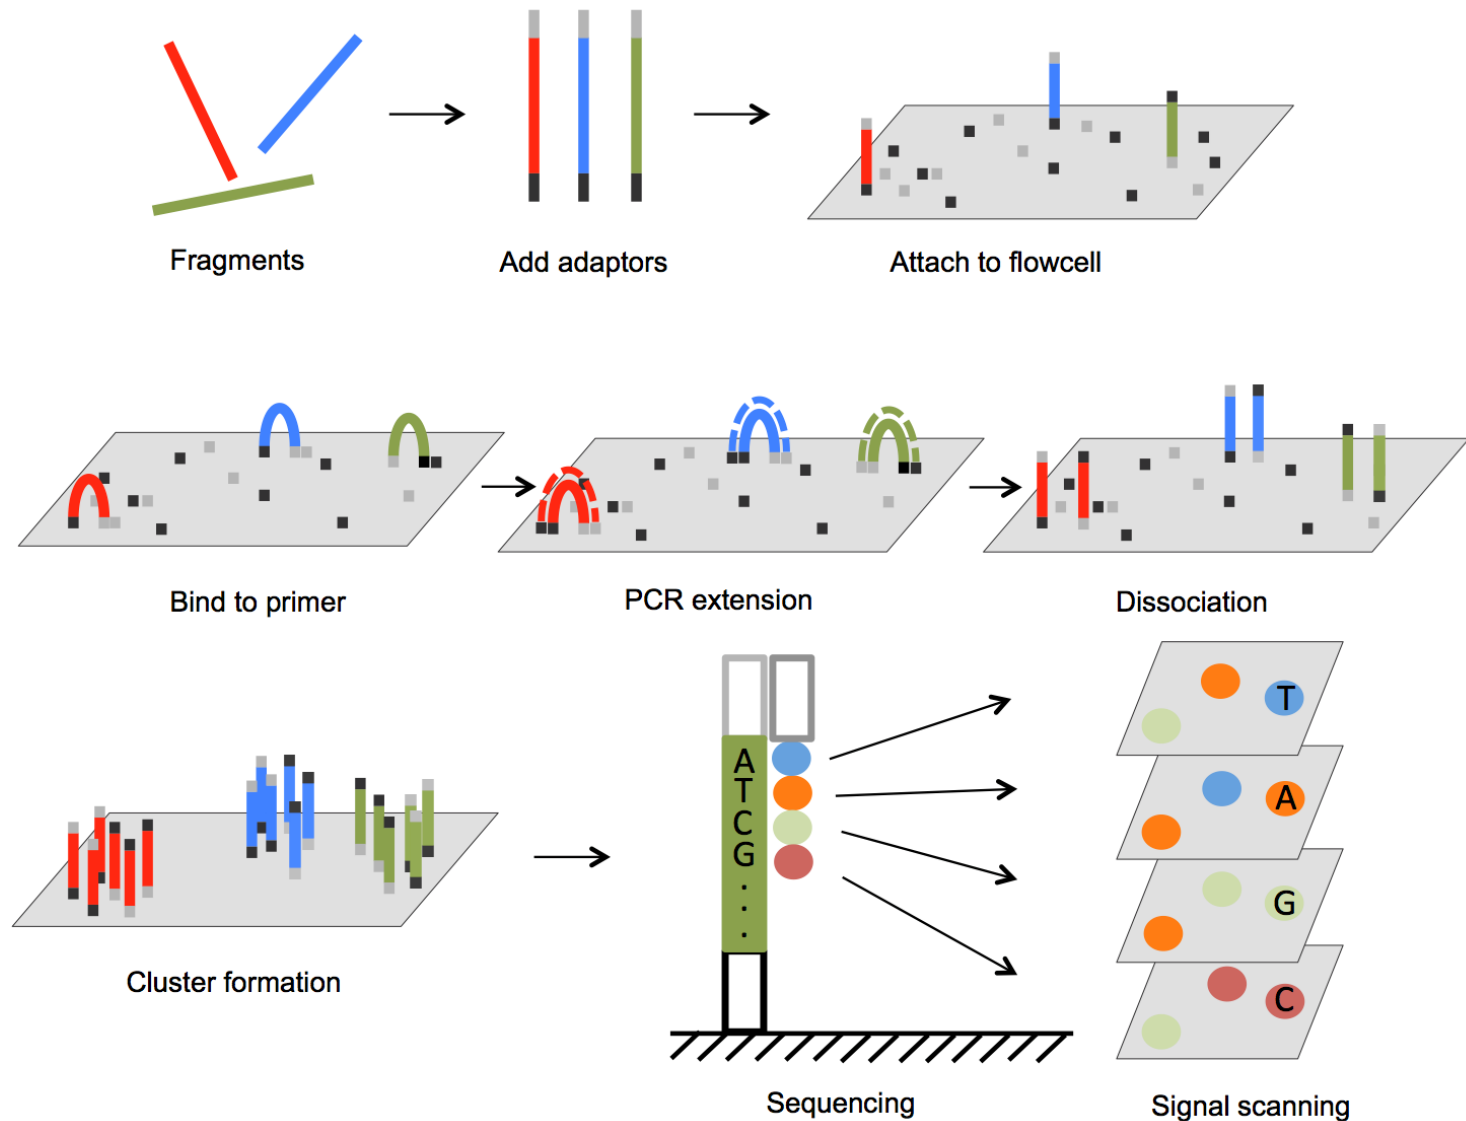 Fragments
Add adaptors
Attach to flowcell
Bind to primer
PCR extension
Dissociation
A
T
C
G
.
.
.
T
A
G
C
Cluster formation
Sequencing
Signal scanning